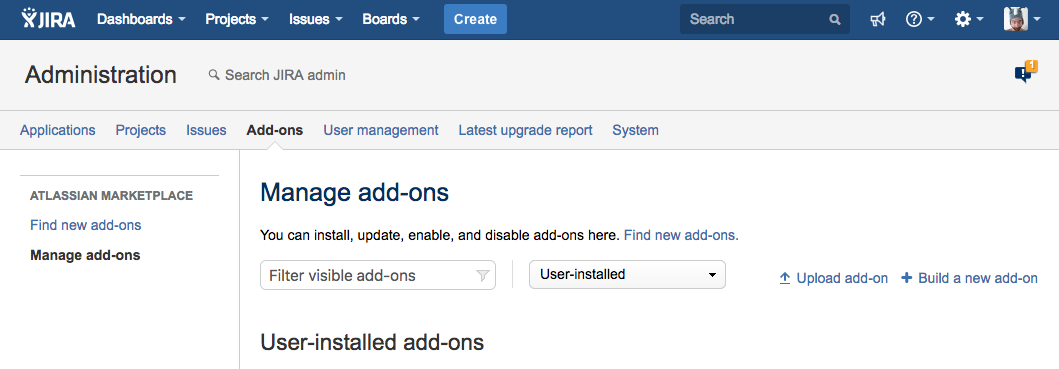 JIRA Dashboards Projects Issues Boards Create Search
Administration Search JIRA admin 1
Applications Projects Issues Add-ons User management Latest upgrade report System
ATLASSIAN MARKETPLACE
Find new add-ons
Manage add-ons
Manage add-ons
You can install, update, enable, and disable add-ons here. Find new add-ons.
Filter visible add-ons User-installed Upload add-on Build a new add-on
User-installed add-ons